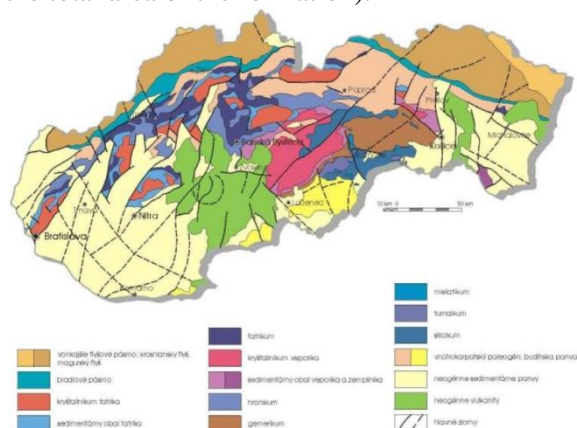 Poprad
Prešov
Banská Bystrica
Košice
Michalovce
Zvolen
Trnava
Nitra
Lučenec
Bratislava
Komárno
10 km 0 50 km
vonkajšie flyšové pásmo: krosniansky flyš,
magurský flyš
bradlové pásmo
kryštalinikum tatrika
sedimentárny obal tatrika
fatrikum
kryštalinikum veporika
sedimentárny obal veporika a zemplinika
hronikum
gemerikum
meliatikum
turnaikum
silicikum
vnútrokarpatský paleogén; budínska panva
neogénne sedimentárne panvy
neogénne vulkanity
hlavné zlomy